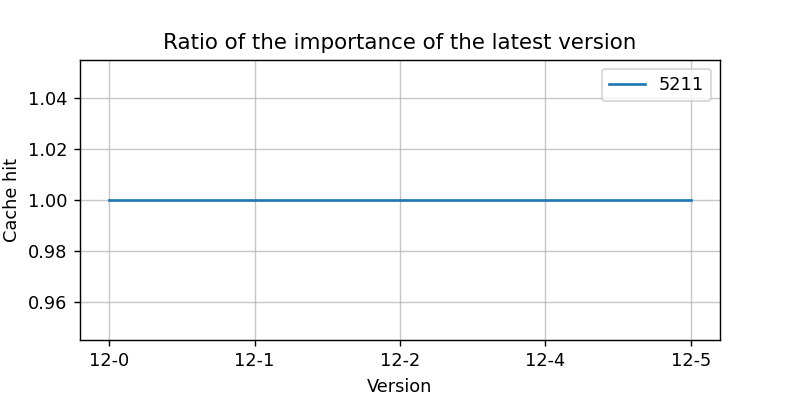 Ratio of the importance of the latest version
5211
Cache hit
1.04
1.02
1.00
0.98
0.96
12-0 12-1 12-2 12-4 12-5
Version